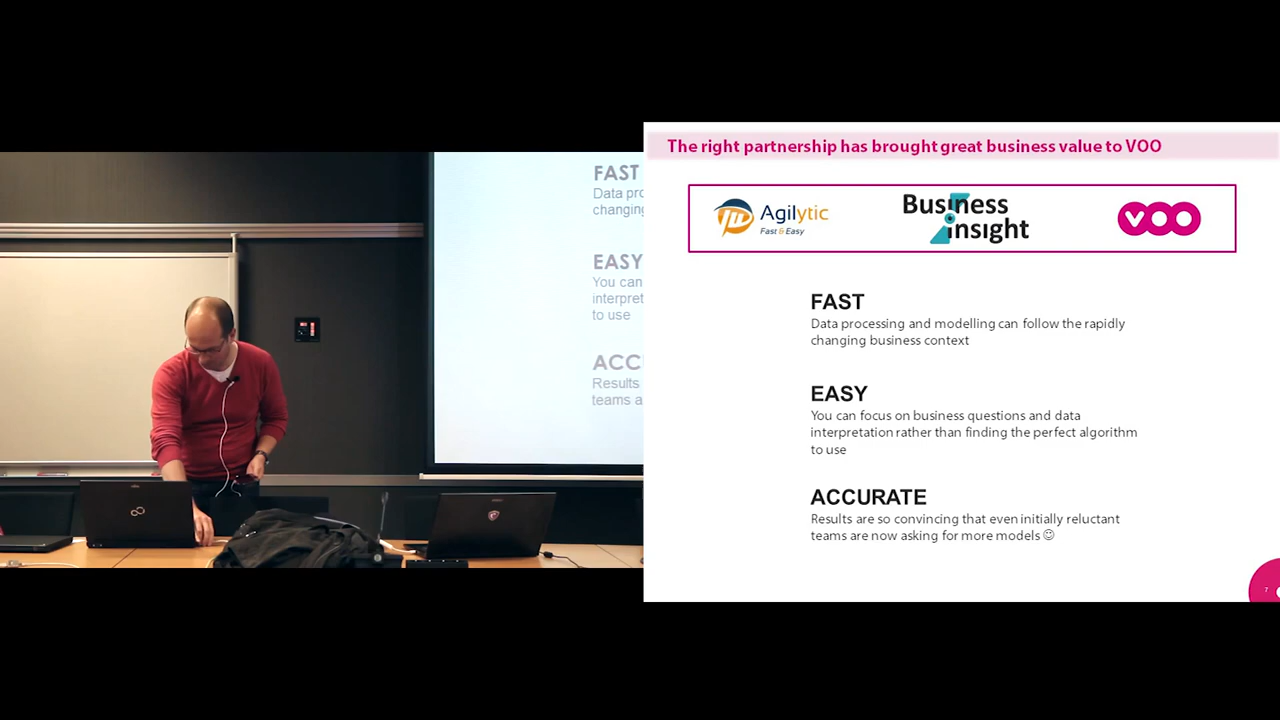 FAST
Data pro
changing
EASY
You can
interpret
to use
ACC
Results
teams a
The right partnership has brought great business value to VOO
Agilytic
Fast & Easy
Business
insight
VOO
FAST
Data processing and modelling can follow the rapidly
changing business context
EASY
You can focus on business questions and data
interpretation rather than finding the perfect algorithm
to use
ACCURATE
Results are so convincing that even initially reluctant
teams are now asking for more models ☺
7